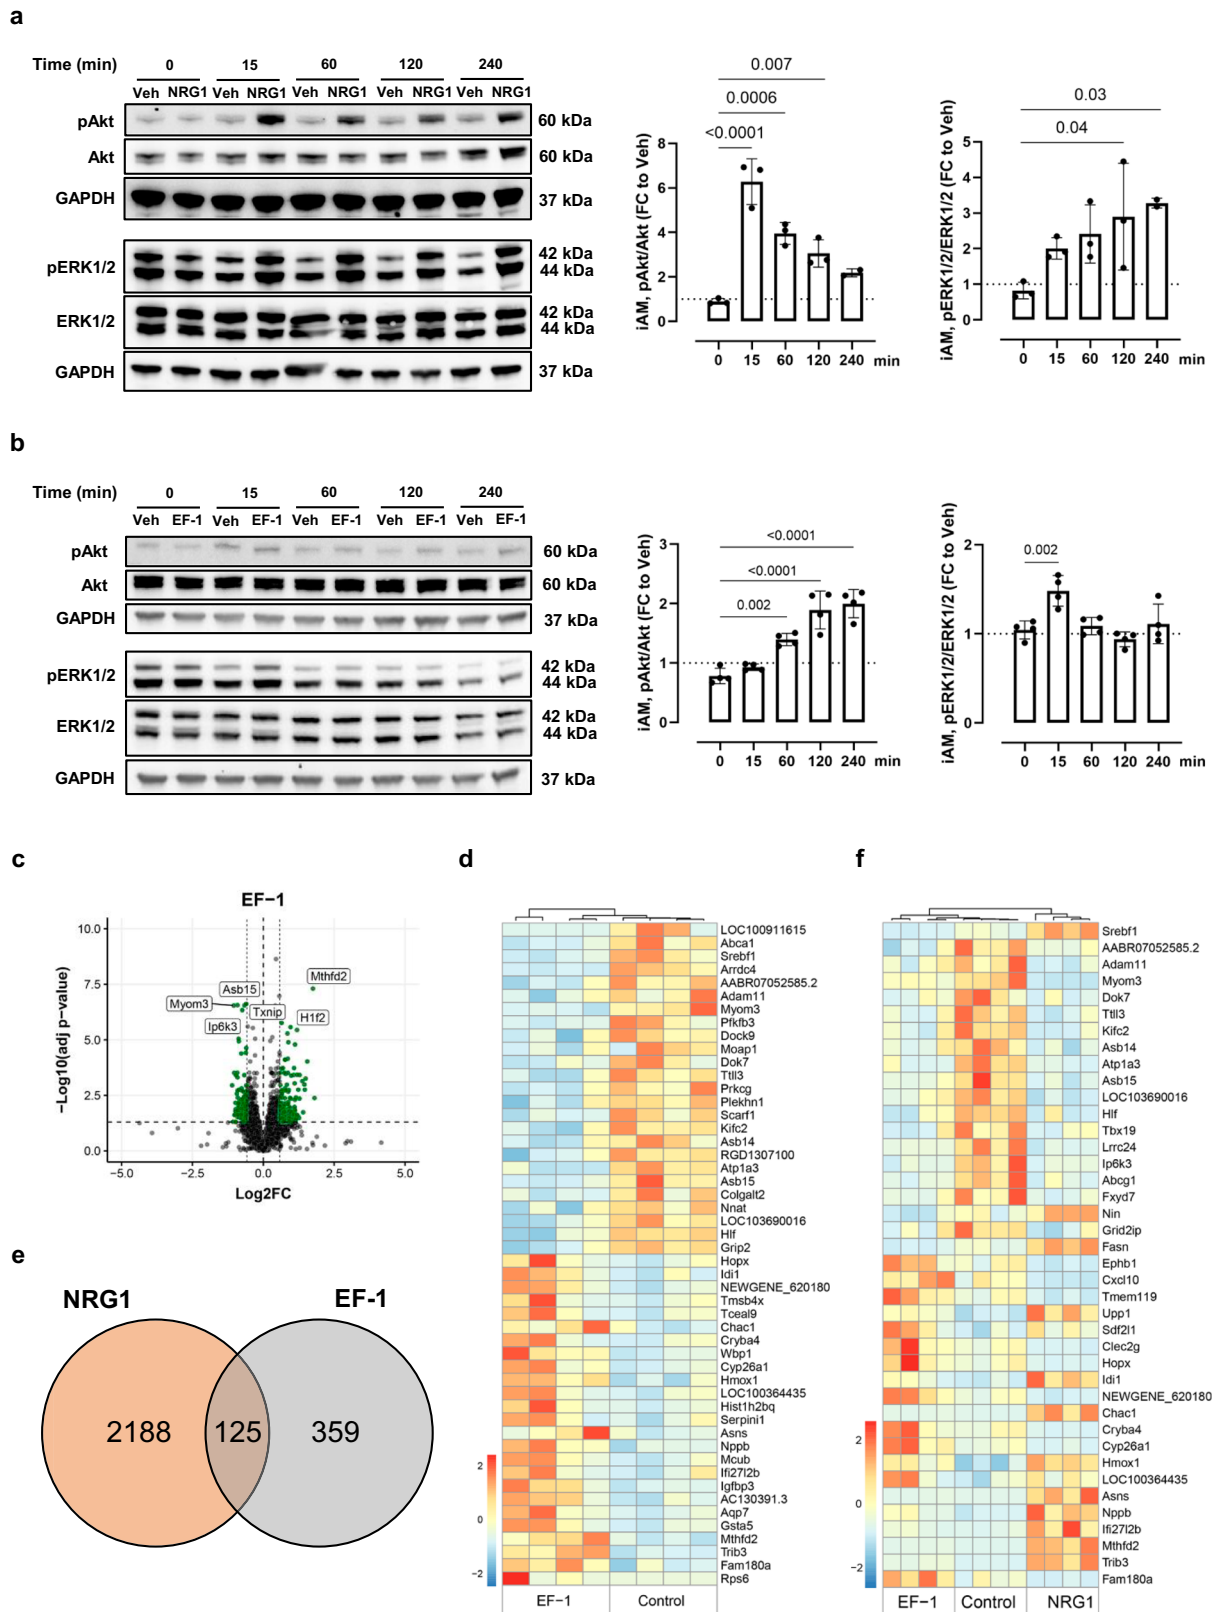 a
Time (min) 0 15 60 120 240
Veh NRG1 Veh NRG1 Veh NRG1 Veh NRG1 Veh NRG1
pAkt 60 kDa
Akt 60 kDa
GAPDH 37 kDa
pERK1/2 42 kDa
44 kDa
ERK1/2 42 kDa
44 kDa
GAPDH 37 kDa
iAM, pAkt/Akt (FC to Veh)
0.007
0.0006
<0.0001
8
6
4
2
0
0 15 60 120 240 min
iAM, pERK1/2/ERK1/2 (FC to Veh)
0.03
0.04
5
4
3
2
1
0
0 15 60 120 240 min
b
Time (min) 0 15 60 120 240
Veh EF-1 Veh EF-1 Veh EF-1 Veh EF-1 Veh EF-1
pAkt 60 kDa
Akt 60 kDa
GAPDH 37 kDa
pERK1/2 42 kDa
44 kDa
ERK1/2 42 kDa
44 kDa
GAPDH 37 kDa
iAM, pAkt/Akt (FC to Veh)
<0.0001
<0.0001
0.002
3
2
1
0
0 15 60 120 240 min
iAM, pERK1/2/ERK1/2 (FC to Veh)
0.002
2
1
0
0 15 60 120 240 min
c
EF−1
−Log10(adj p−value)
10.0
7.5
5.0
2.5
0.0
Mthfd2
Asb15
Myom3
Txnip
H1f2
Ip6k3
−5.0 −2.5 0.0 2.5 5.0
Log2FC
d
LOC100911615
Abca1
Srebf1
Arrdc4
AABR07052585.2
Adam11
Myom3
Pfkfb3
Dock9
Moap1
Dok7
Ttll3
Prkcg
Plekhn1
Scarf1
Kifc2
Asb14
RGD1307100
Atp1a3
Asb15
Colgalt2
Nnat
LOC103690016
Hlf
Grip2
Hopx
Idi1
NEWGENE_620180
Tmsb4x
Tceal9
Chac1
Cryba4
Wbp1
Cyp26a1
Hmox1
LOC100364435
Hist1h2bq
Serpini1
Asns
Nppb
Mcub
Ifi27l2b
Igfbp3
AC130391.3
Aqp7
Gsta5
Mthfd2
Trib3
Fam180a
Rps6
2
0
−2
EF−1 Control
e
NRG1 EF-1
2188 125 359
f
Srebf1
AABR07052585.2
Adam11
Myom3
Dok7
Ttll3
Kifc2
Asb14
Atp1a3
Asb15
LOC103690016
Hlf
Tbx19
Lrrc24
Ip6k3
Abcg1
Fxyd7
Nin
Grid2ip
Fasn
Ephb1
Cxcl10
Tmem119
Upp1
Sdf2l1
Clec2g
Hopx
Idi1
NEWGENE_620180
Chac1
Cryba4
Cyp26a1
Hmox1
LOC100364435
Asns
Nppb
Ifi27l2b
Mthfd2
Trib3
Fam180a
2
0
−2
EF−1 Control NRG1